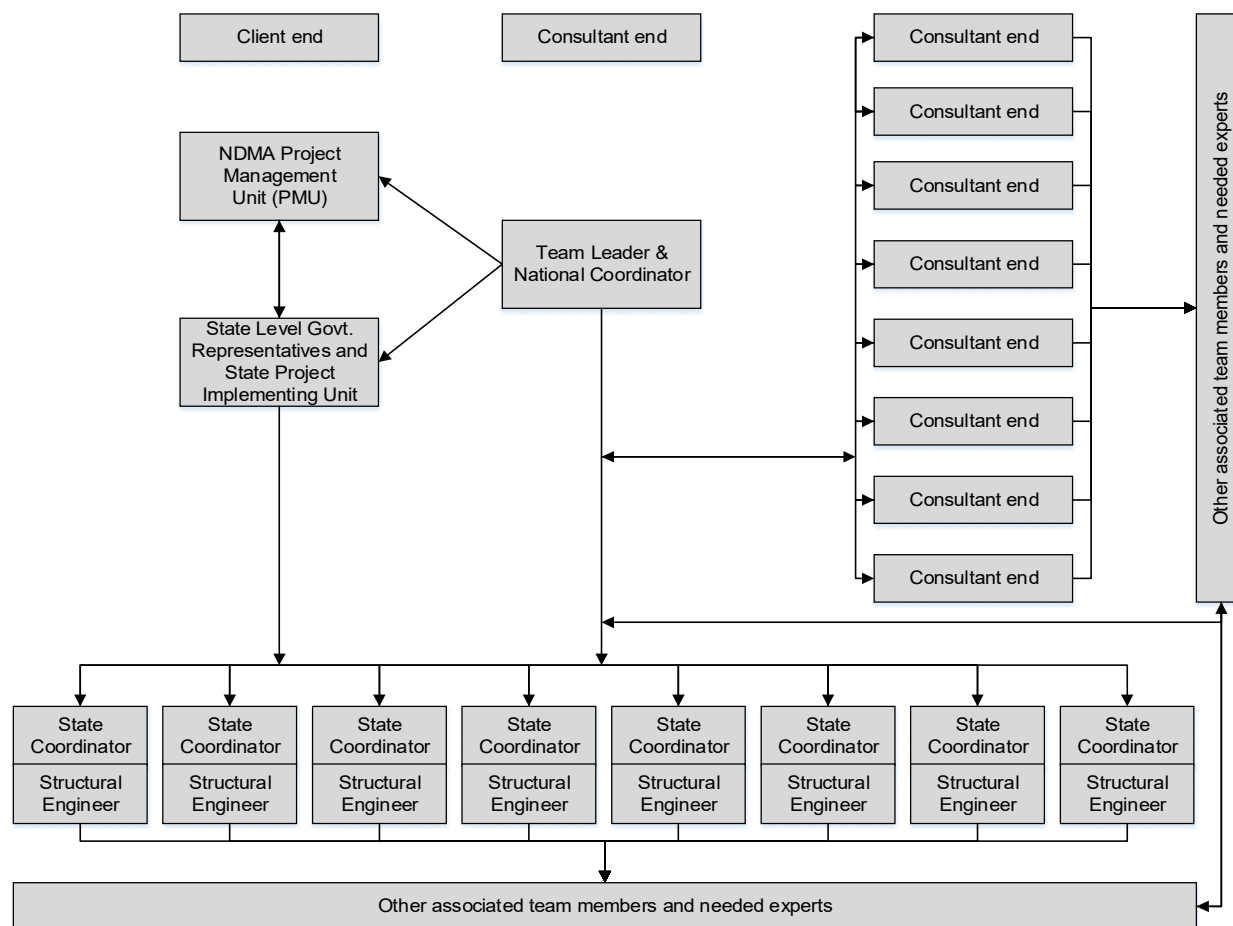 Client end
Consultant end
Consultant end
Consultant end
Consultant end
Consultant end
Consultant end
Consultant end
Consultant end
Consultant end
Other associated team members and needed experts
NDMA Project
Management
Unit (PMU)
Team Leader &
National Coordinator
State Level Govt.
Representatives and
State Project
Implementing Unit
State
Coordinator
Structural
Engineer
State
Coordinator
Structural
Engineer
State
Coordinator
Structural
Engineer
State
Coordinator
Structural
Engineer
State
Coordinator
Structural
Engineer
State
Coordinator
Structural
Engineer
State
Coordinator
Structural
Engineer
State
Coordinator
Structural
Engineer
Other associated team members and needed experts